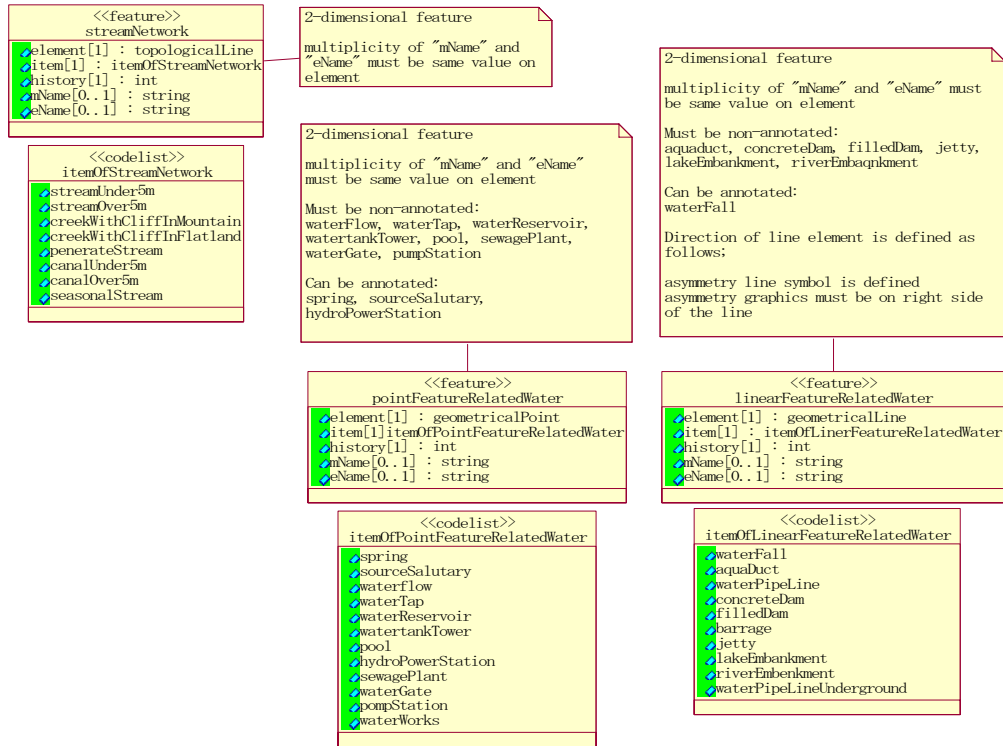 <<feature>>
streamNetwork
element[1] : topologicalLine
item[1] : itemOfStreamNetwork
history[1] : int
mName[0..1] : string
eName[0..1] : string
2-dimensional feature
multiplicity of "mName" and
"eName" must be same value on
element
<<codelist>>
itemOfStreamNetwork
streamUnder5m
streamOver5m
creekWithCliffInMountain
creekWithCliffInFlatland
penerateStream
canalUnder5m
canalOver5m
seasonalStream
2-dimensional feature
multiplicity of "mName" and "eName"
must be same value on element
Must be non-annotated:
waterFlow, waterTap, waterReservoir,
watertankTower, pool, sewagePlant,
waterGate, pumpStation
Can be annotated:
spring, sourceSalutary,
hydroPowerStation
2-dimensional feature
multiplicity of "mName" and "eName" must
be same value on element
Must be non-annotated:
aquaduct, concreteDam, filledDam, jetty,
lakeEmbankment, riverEmbaqnkment
Can be annotated:
waterFall
Direction of line element is defined as
follows;
asymmetry line symbol is defined
asymmetry graphics must be on right side
of the line
<<feature>>
pointFeatureRelatedWater
element[1] : geometricalPoint
item[1]itemOfPointFeatureRelatedWater
history[1] : int
mName[0..1] : string
eName[0..1] : string
<<feature>>
linearFeatureRelatedWater
element[1] : geometricalLine
item[1] : itemOfLinerFeatureRelatedWater
history[1] : int
mName[0..1] : string
eName[0..1] : string
<<codelist>>
itemOfPointFeatureRelatedWater
spring
sourceSalutary
waterflow
waterTap
waterReservoir
watertankTower
pool
hydroPowerStation
sewagePlant
waterGate
pompStation
waterWorks
<<codelist>>
itemOfLinearFeatureRelatedWater
waterFall
aquaDuct
waterPipeLine
concreteDam
filledDam
barrage
jetty
lakeEmbankment
riverEmbenkment
waterPipeLineUnderground